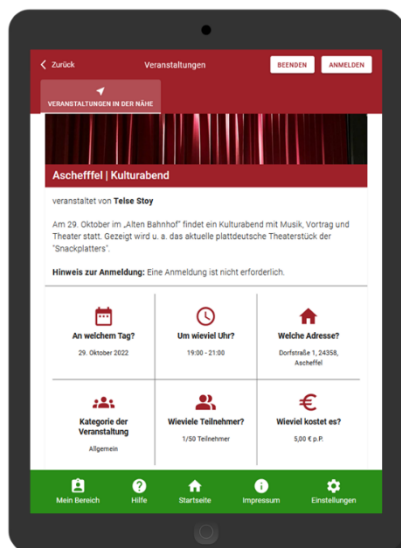 Zurück
Veranstaltungen
BEENDEN
ANMELDEN
VERANSTALTUNGEN IN DER NÄHE
Aschefffel | Kulturabend
veranstaltet von Telse Stoy
Am 29. Oktober im „Alten Bahnhof" findet ein Kulturabend mit Musik, Vortrag und
Theater statt. Gezeigt wird u. a. das aktuelle plattdeutsche Theaterstück der
"Snackplatters".
Hinweis zur Anmeldung: Eine Anmeldung ist nicht erforderlich.
An welchem Tag?
29. Oktober 2022
Um wieviel Uhr?
19:00 - 21:00
Welche Adresse?
Dorfstraße 1, 24358,
Ascheffel
Kategorie der
Veranstaltung
Allgemein
Wieviele Teilnehmer?
1/50 Teilnehmer
Wieviel kostet es?
5,00 € p.P.
Mein Bereich
Hilfe
Startseite
Impressum
Einstellungen